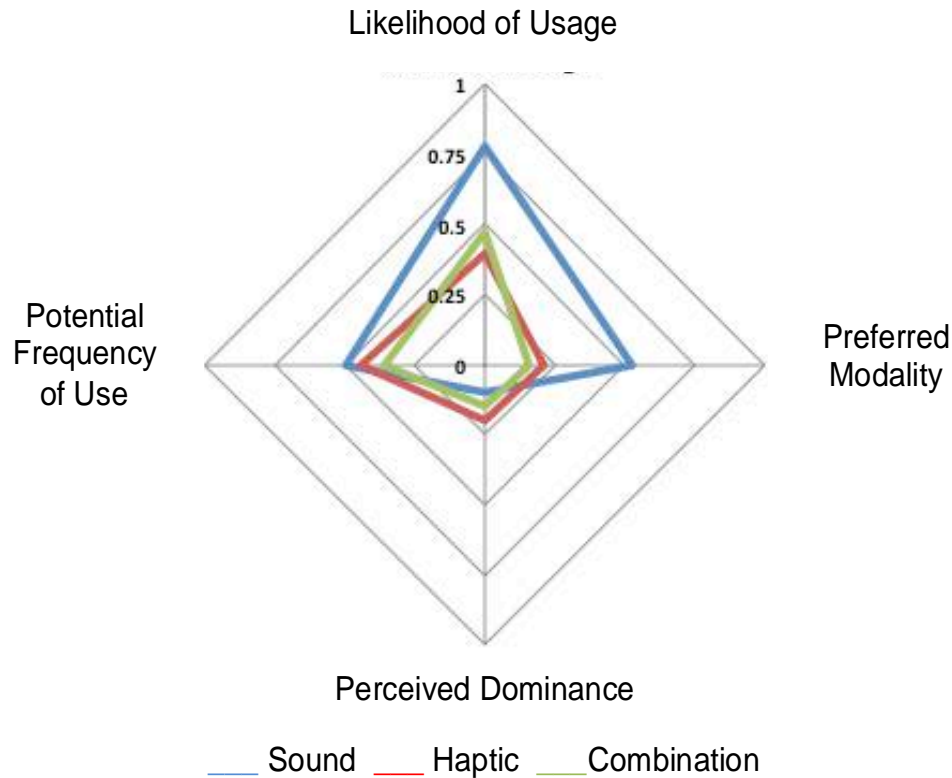 Likelihood of Usage
1
0.75
0.5
0.25
0
Potential
Frequency
of Use
Preferred
Modality
Perceived Dominance
Sound Haptic Combination